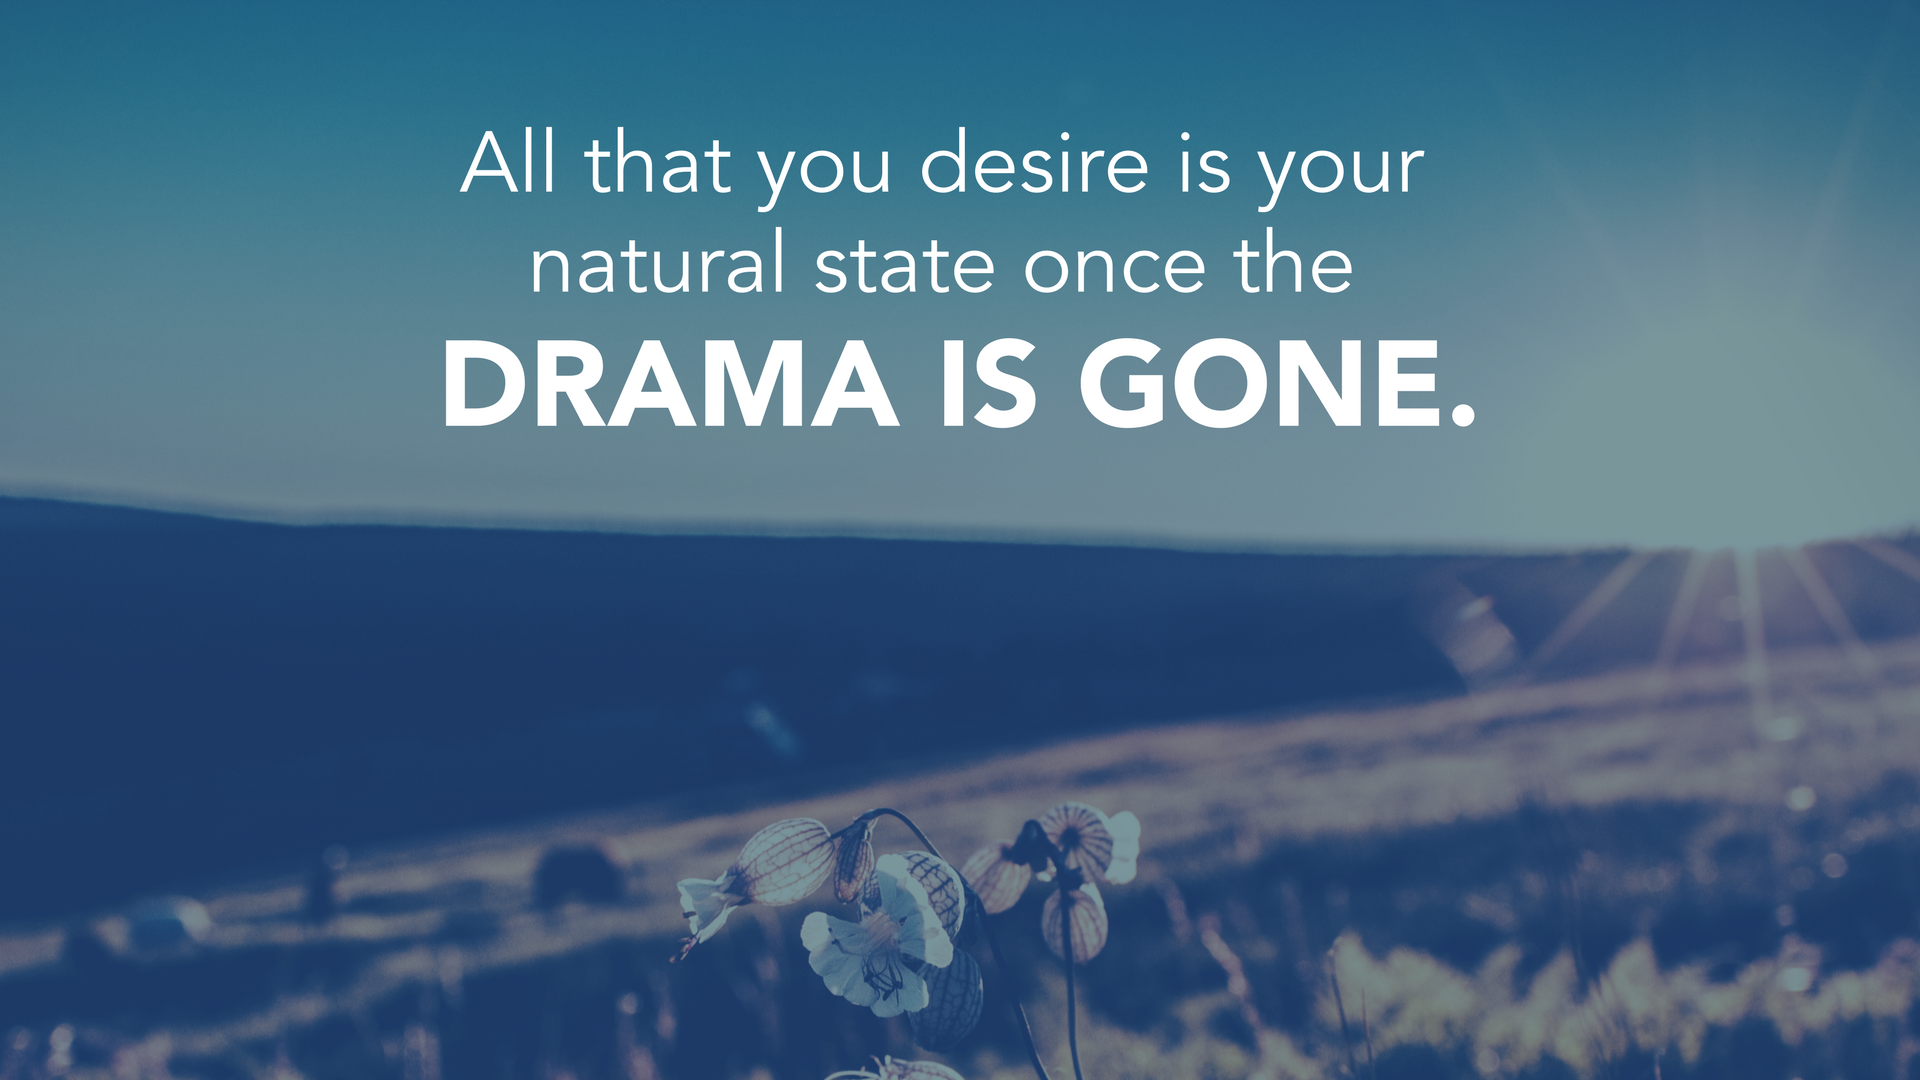 All that you desire is your
natural state once the
DRAMA IS GONE.